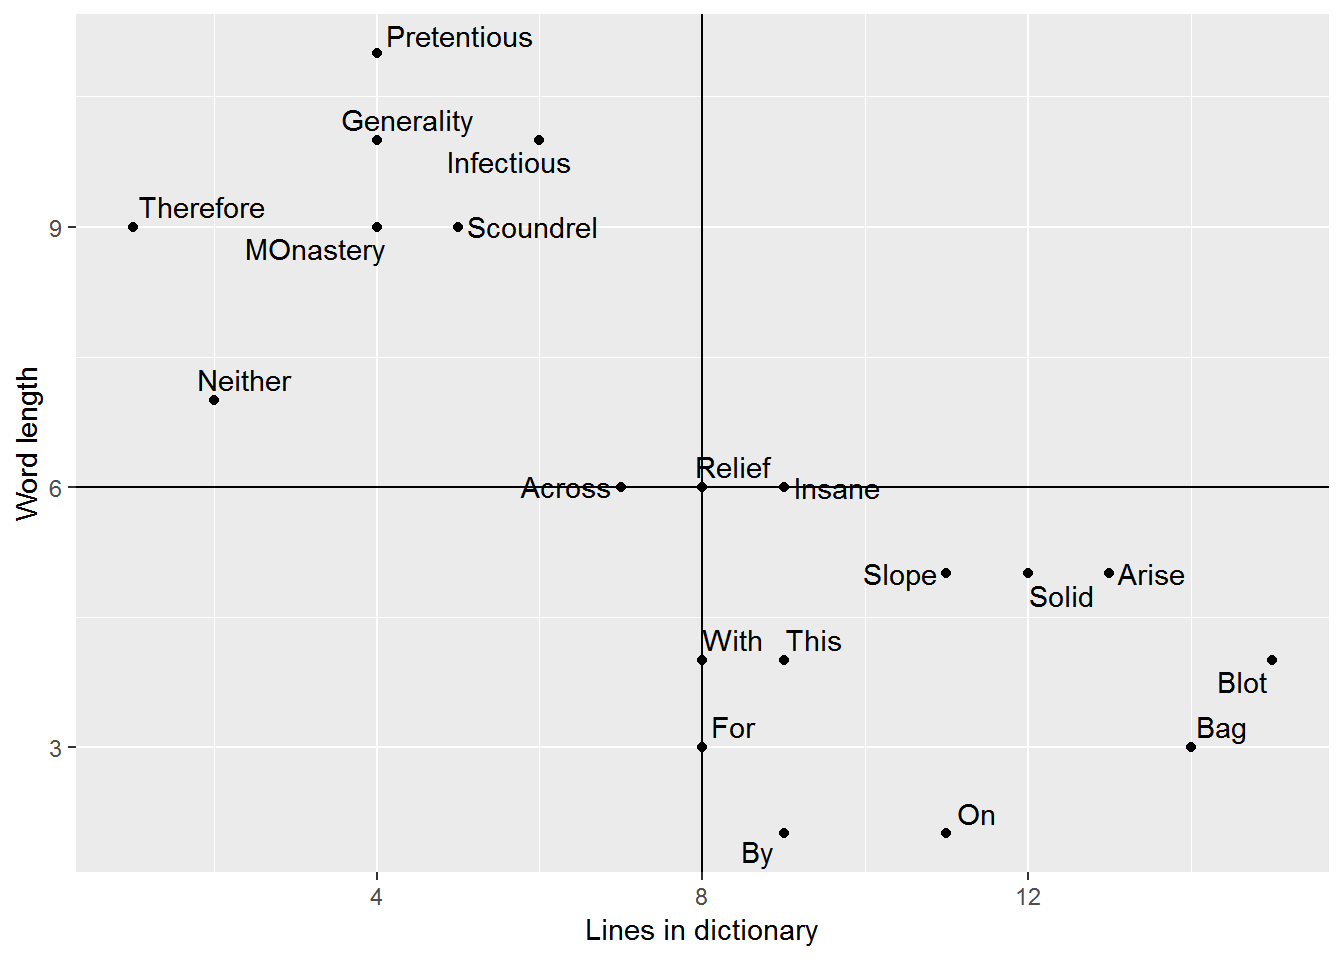 Pretentious
Generality
Infectious
Therefore
9
Scoundrel
MOnastery
Neither
Word length
Relief
6
Across
Insane
Slope
Arise
Solid
With
This
Blot
For
Bag
3
On
By
4
8
12
Lines in dictionary